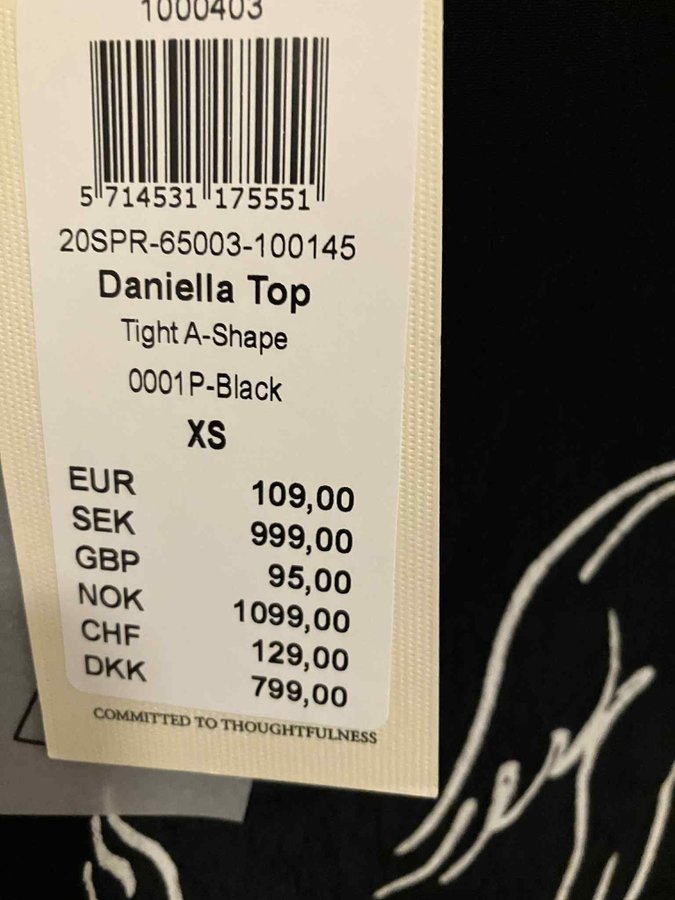 1000403
5 714531 175551
20SPR-65003-100145
Daniella Top
Tight A-Shape
0001P-Black
XS
EUR 109,00
SEK 999,00
GBP 95,00
NOK 1099,00
CHF 129,00
DKK 799,00
COMMITTED TO THOUGHTFULNESS